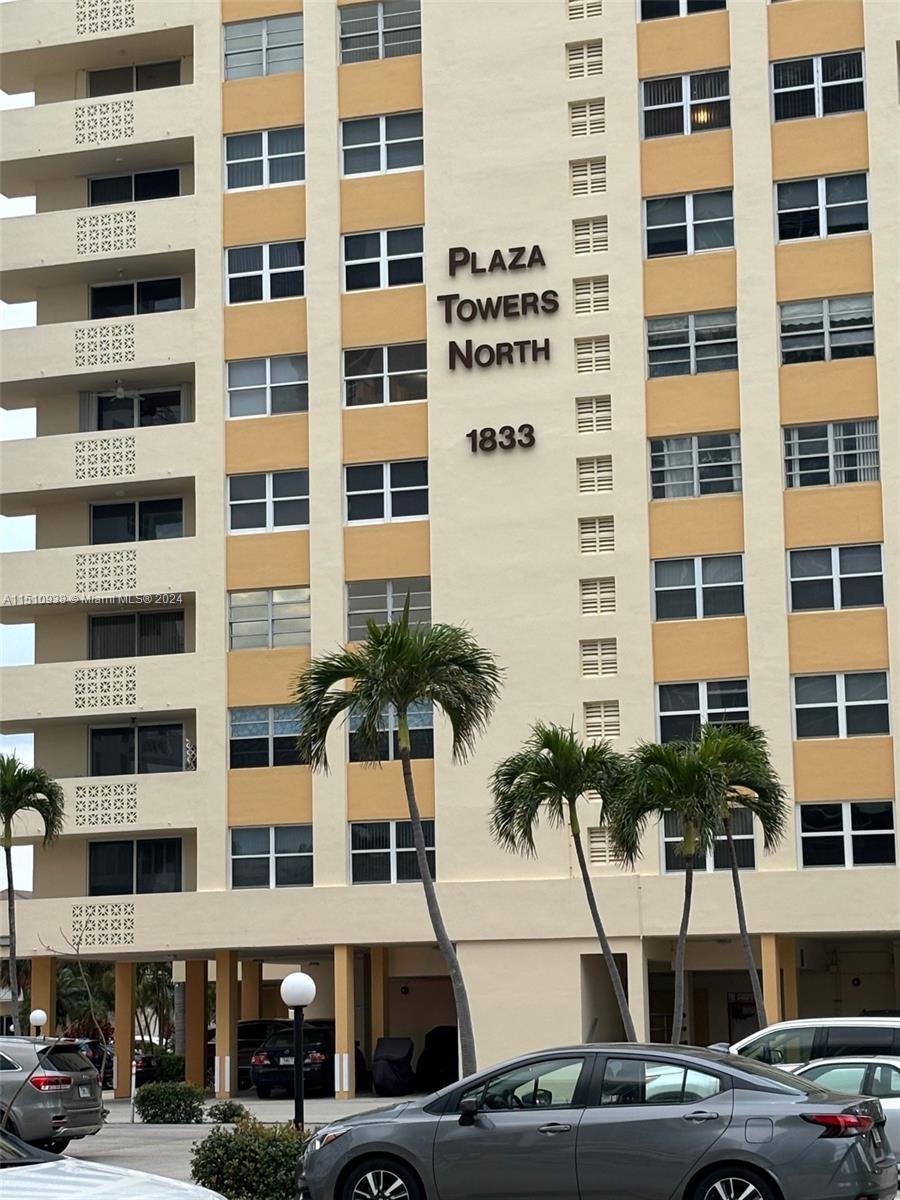 PLAZA
TOWERS
NORTH
1833
A11510938 © Miami MLS® 2024